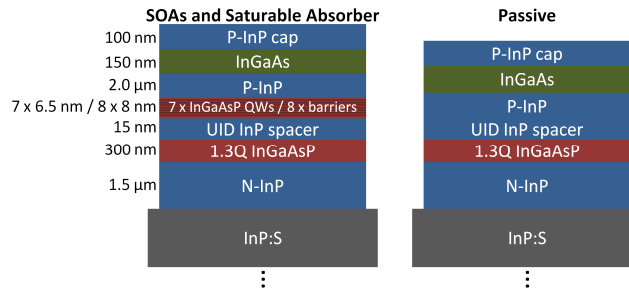 SOAs and Saturable Absorber
100 nm P-InP cap
150 nm InGaAs
2.0 μm P-InP
7 x 6.5 nm / 8 x 8 nm 7 x InGaAsP QWs / 8 x barriers
15 nm UID InP spacer
300 nm 1.3Q InGaAsP
1.5 μm N-InP
InP:S
Passive
P-InP cap
InGaAs
P-InP
UID InP spacer
1.3Q InGaAsP
N-InP
InP:S